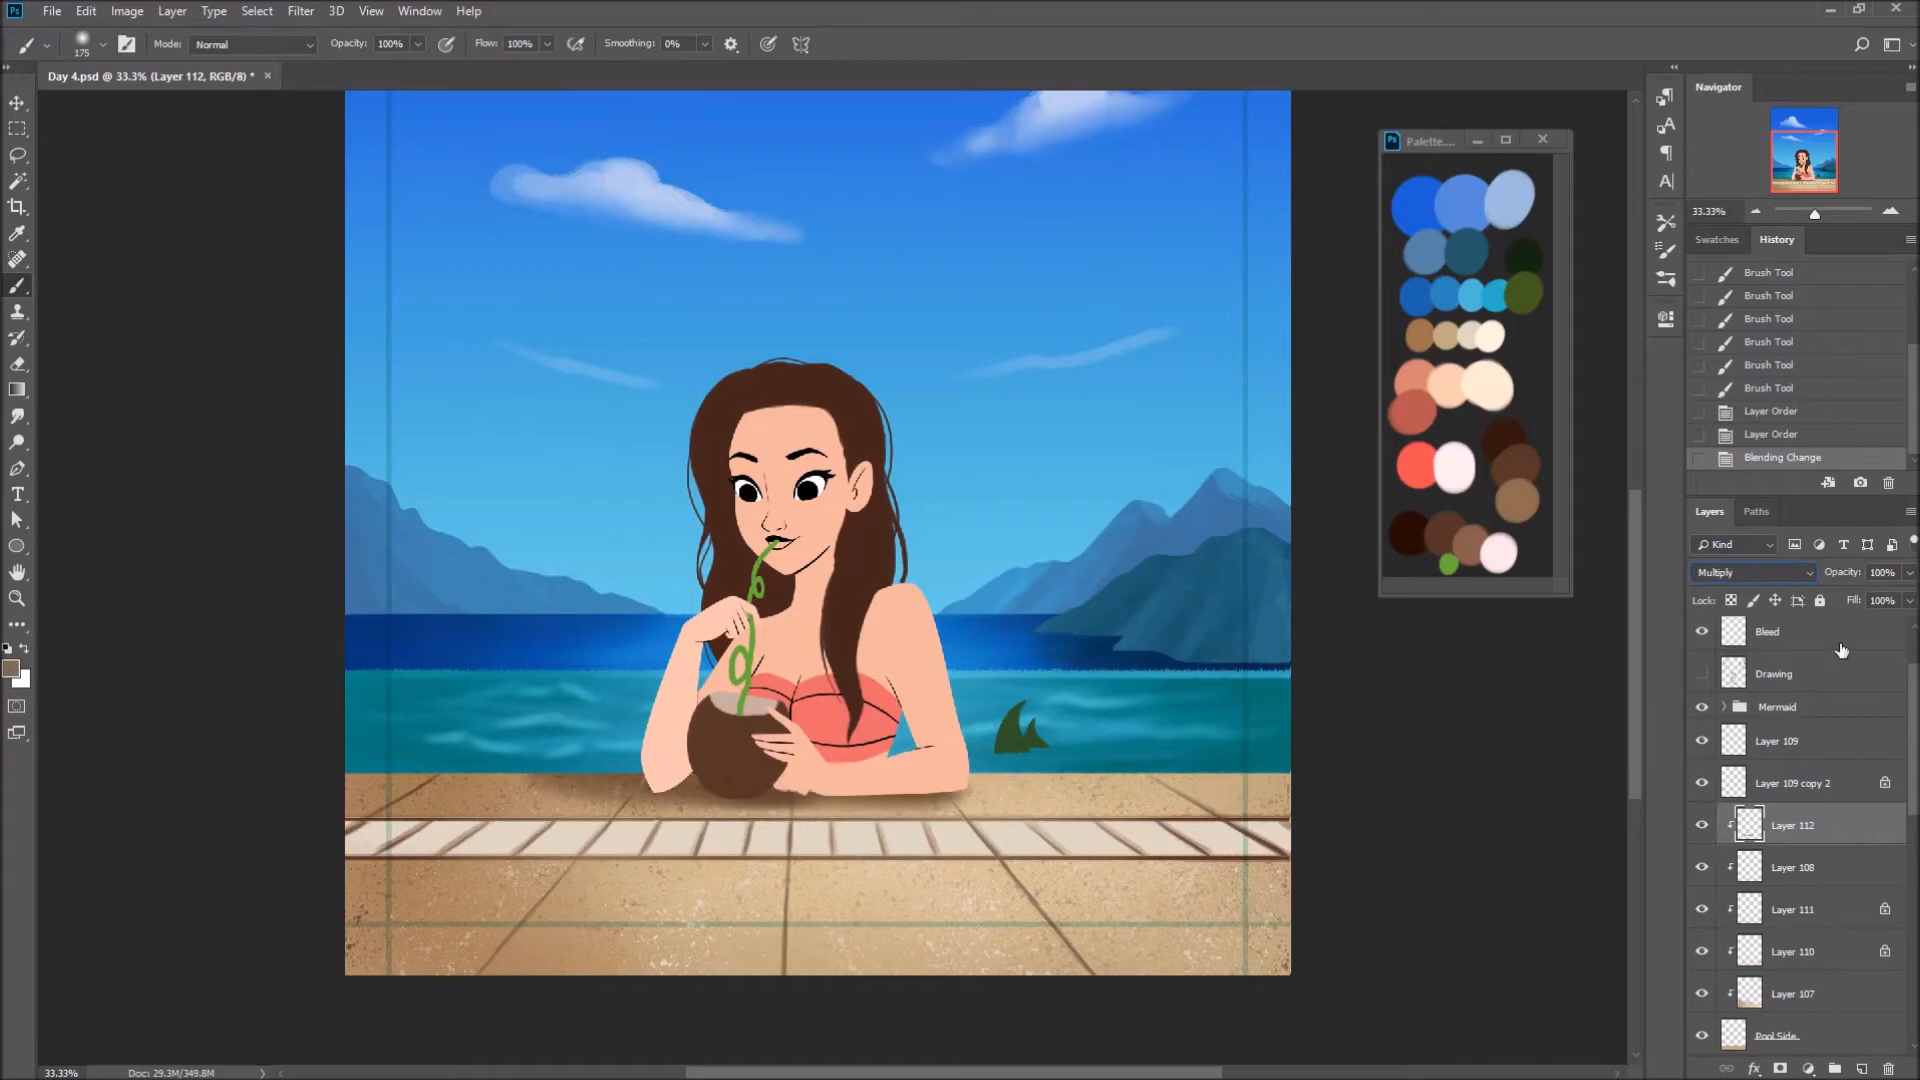 Ps File Edit Image Layer Type Select Filter 3D View Window Help
175 Mode: Normal Opacity: 100% Flow: 100% Smoothing: 0%
Day 4.psd @ 33.3% (Layer 112, RGB/8) * ×
Ps Palette....
Navigator
33.33%
Swatches History
Brush Tool
Brush Tool
Brush Tool
Brush Tool
Brush Tool
Brush Tool
Layer Order
Layer Order
Blending Change
Layers Paths
Kind
Multiply Opacity: 100%
Lock: Fill: 100%
Bleed
Drawing
Mermaid
Layer 109
Layer 109 copy 2
Layer 112
Layer 108
Layer 111
Layer 110
Layer 107
Pool Side
33.33% Doc: 29.3M/349.8M